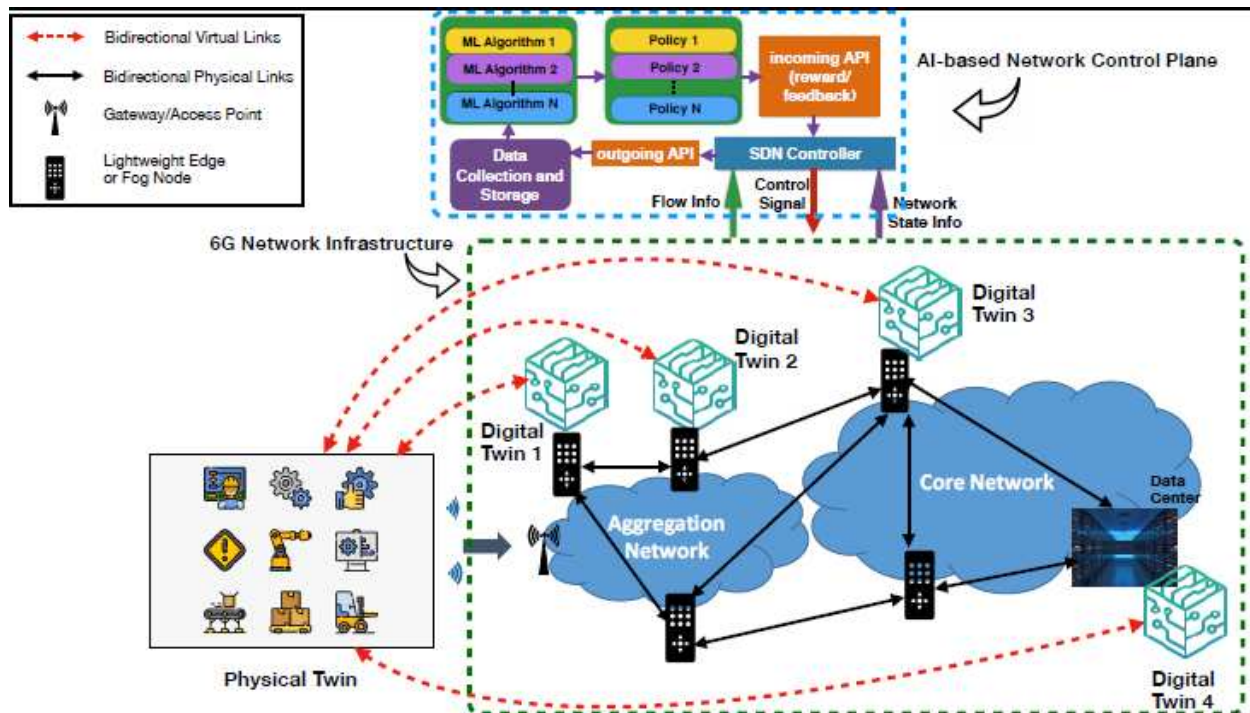 Bidirectional Virtual Links
Bidirectional Physical Links
Gateway/Access Point
Lightweight Edge
or Fog Node
ML Algorithm 1
ML Algorithm 2
ML Algorithm N
Policy 1
Policy 2
Policy N
incoming API
(reward/
feedback)
AI-based Network Control Plane
Data
Collection and
Storage
outgoing API
SDN Controller
Flow Info
Control
Signal
Network
State Info
6G Network Infrastructure
Digital
Twin 3
Digital
Twin 2
Digital
Twin 1
Core Network
Data
Center
Aggregation
Network
Physical Twin
Digital
Twin 4